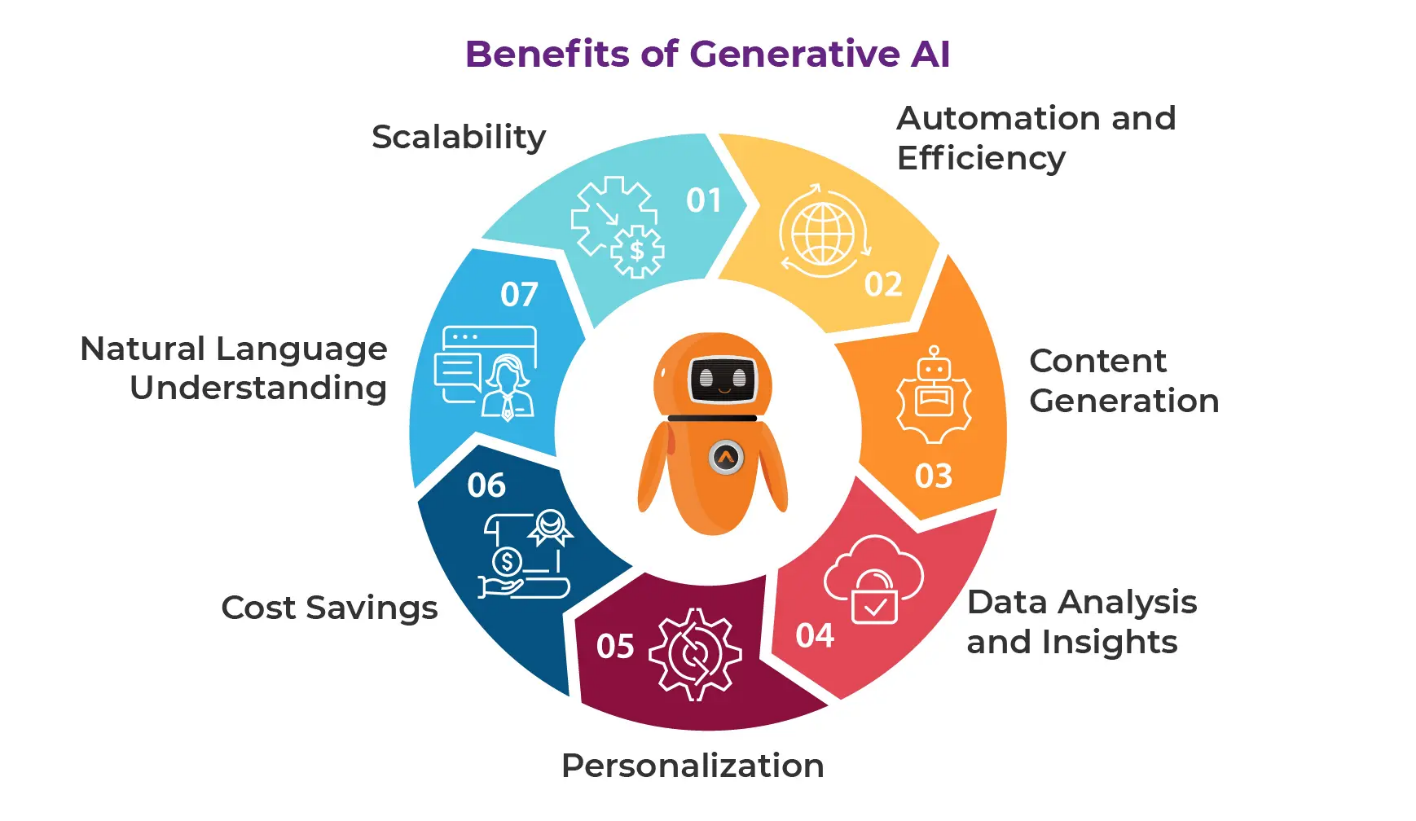 Benefits of Generative AI
Scalability
01
Automation and
Efficiency
02
Content
Generation
03
Data Analysis
and Insights
04
Personalization
05
Cost Savings
$
06
Natural Language
Understanding
07
$